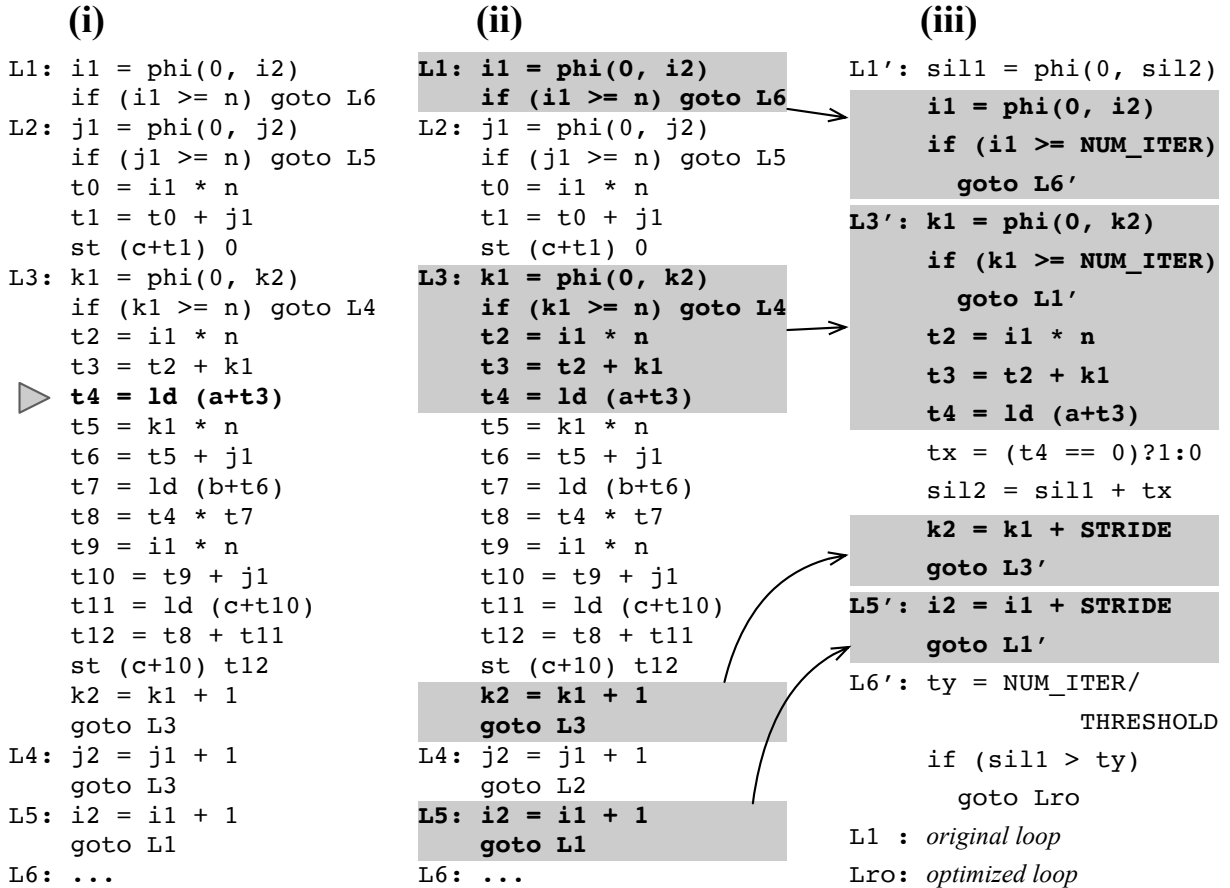 (i)
L1: i1 = phi(0, i2)
if (i1 >= n) goto L6
L2: j1 = phi(0, j2)
if (j1 >= n) goto L5
t0 = i1 * n
t1 = t0 + j1
st (c+t1) 0
L3: k1 = phi(0, k2)
if (k1 >= n) goto L4
t2 = i1 * n
t3 = t2 + k1
t4 = ld (a+t3)
t5 = k1 * n
t6 = t5 + j1
t7 = ld (b+t6)
t8 = t4 * t7
t9 = i1 * n
t10 = t9 + j1
t11 = ld (c+t10)
t12 = t8 + t11
st (c+10) t12
k2 = k1 + 1
goto L3
L4: j2 = j1 + 1
goto L3
L5: i2 = i1 + 1
goto L1
L6: ...
(ii)
L1: i1 = phi(0, i2)
if (i1 >= n) goto L6
L2: j1 = phi(0, j2)
if (j1 >= n) goto L5
t0 = i1 * n
t1 = t0 + j1
st (c+t1) 0
L3: k1 = phi(0, k2)
if (k1 >= n) goto L4
t2 = i1 * n
t3 = t2 + k1
t4 = ld (a+t3)
t5 = k1 * n
t6 = t5 + j1
t7 = ld (b+t6)
t8 = t4 * t7
t9 = i1 * n
t10 = t9 + j1
t11 = ld (c+t10)
t12 = t8 + t11
st (c+10) t12
k2 = k1 + 1
goto L3
L4: j2 = j1 + 1
goto L2
L5: i2 = i1 + 1
goto L1
L6: ...
(iii)
L1′: sil1 = phi(0, sil2)
i1 = phi(0, i2)
if (i1 >= NUM_ITER)
goto L6′
L3′: k1 = phi(0, k2)
if (k1 >= NUM_ITER)
goto L1′
t2 = i1 * n
t3 = t2 + k1
t4 = ld (a+t3)
tx = (t4 == 0)?1:0
sil2 = sil1 + tx
k2 = k1 + STRIDE
goto L3′
L5′: i2 = i1 + STRIDE
goto L1′
L6′: ty = NUM_ITER/
THRESHOLD
if (sil1 > ty)
goto Lro
L1 : original loop
Lro: optimized loop